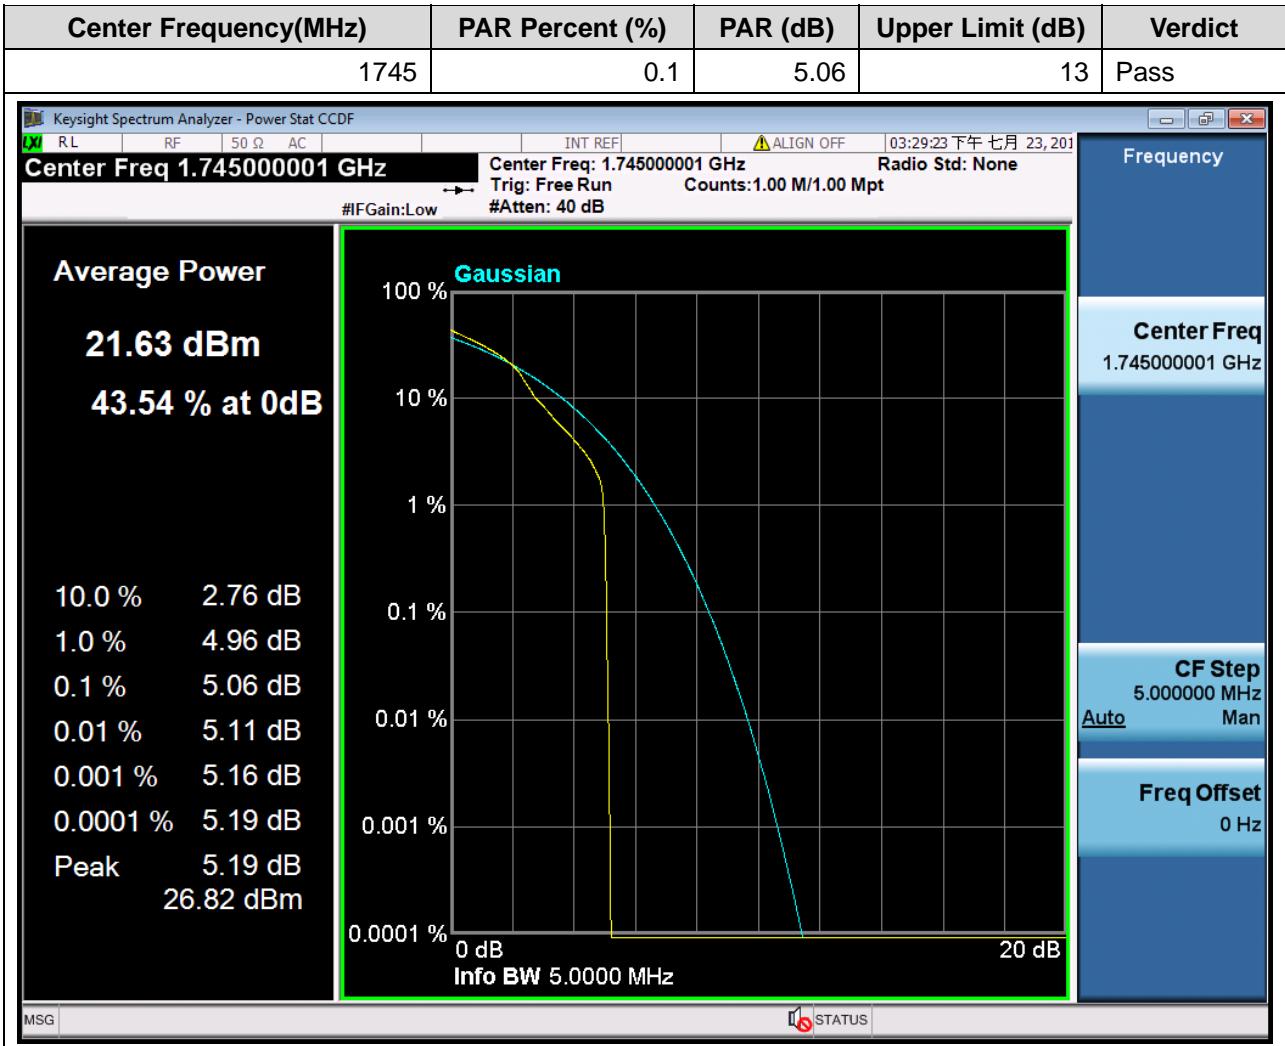 Center Frequency(MHz) PAR Percent (%) PAR (dB) Upper Limit (dB) Verdict
1745 0.1 5.06 13 Pass
Keysight Spectrum Analyzer - Power Stat CCDF
LXI RL RF 50 Ω AC INT REF ALIGN OFF 03:29:23 下午 七月 23, 201
Center Freq 1.745000001 GHz
Center Freq: 1.745000001 GHz Radio Std: None
Trig: Free Run Counts:1.00 M/1.00 Mpt
#IFGain:Low #Atten: 40 dB
Frequency
Average Power
21.63 dBm
43.54 % at 0dB
10.0 % 2.76 dB
1.0 % 4.96 dB
0.1 % 5.06 dB
0.01 % 5.11 dB
0.001 % 5.16 dB
0.0001 % 5.19 dB
Peak 5.19 dB
26.82 dBm
Gaussian
100 %
10 %
1 %
0.1 %
0.01 %
0.001 %
0.0001 %
0 dB 20 dB
Info BW 5.0000 MHz
Center Freq
1.745000001 GHz
CF Step
5.000000 MHz
Auto Man
Freq Offset
0 Hz
MSG STATUS